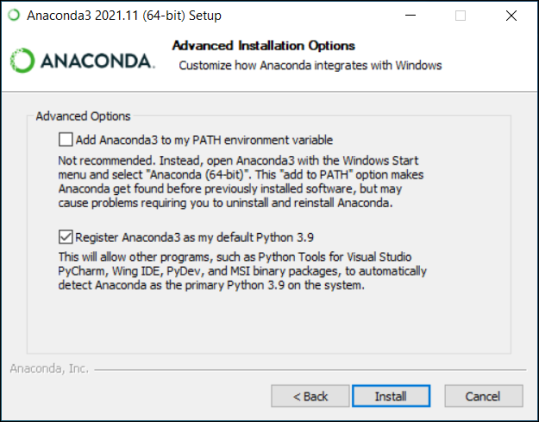 Anaconda3 2021.11 (64-bit) Setup
Advanced Installation Options
Customize how Anaconda integrates with Windows
ANACONDA.
Advanced Options
Add Anaconda3 to my PATH environment variable
Not recommended. Instead, open Anaconda3 with the Windows Start
menu and select "Anaconda (64-bit)". This "add to PATH" option makes
Anaconda get found before previously installed software, but may
cause problems requiring you to uninstall and reinstall Anaconda.
Register Anaconda3 as my default Python 3.9
This will allow other programs, such as Python Tools for Visual Studio
PyCharm, Wing IDE, PyDev, and MSI binary packages, to automatically
detect Anaconda as the primary Python 3.9 on the system.
Anaconda, Inc.
< Back Install Cancel